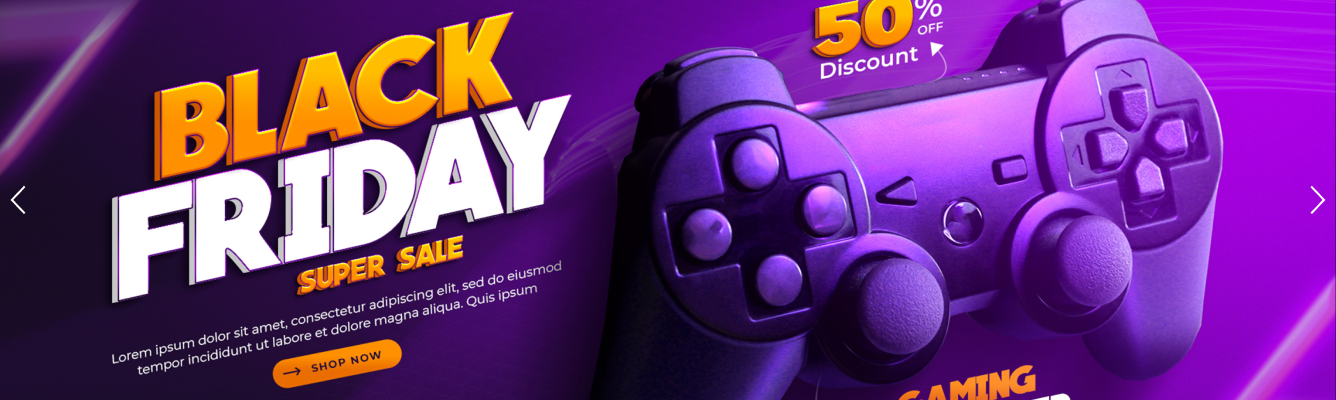 BLACK
FRIDAY
SUPER SALE
Lorem ipsum dolor sit amet, consectetur adipiscing elit, sed do eiusmod
tempor incididunt ut labore et dolore magna aliqua. Quis ipsum
SHOP NOW
50%
OFF
Discount
GAMING